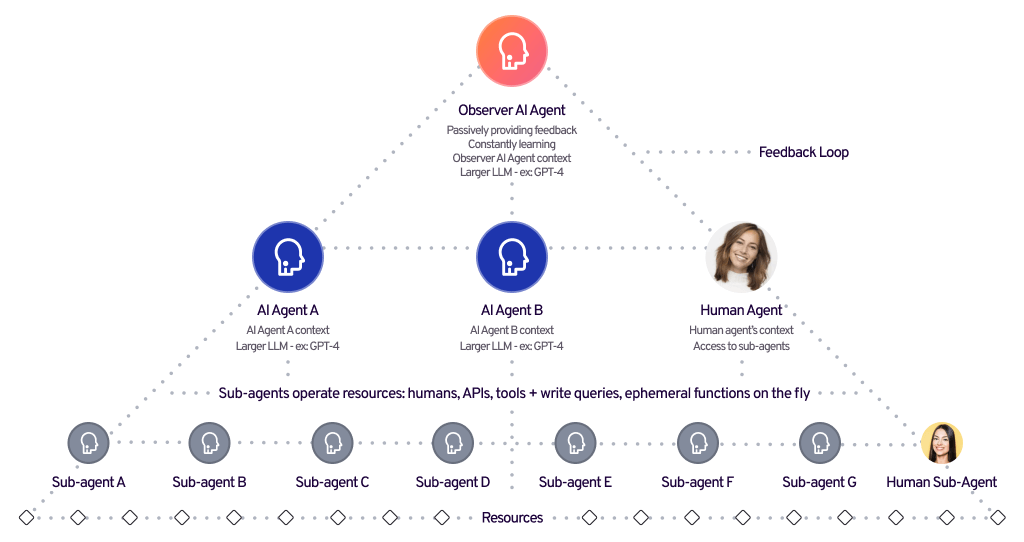 Observer AI Agent
Passively providing feedback
Constantly learning
Observer AI Agent context
Larger LLM - ex: GPT-4
Feedback Loop
AI Agent A
AI Agent A context
Larger LLM - ex: GPT-4
AI Agent B
AI Agent B context
Larger LLM - ex: GPT-4
Human Agent
Human agent's context
Access to sub-agents
Sub-agents operate resources: humans, APIs, tools + write queries, ephemeral functions on the fly
Sub-agent A
Sub-agent B
Sub-agent C
Sub-agent D
Sub-agent E
Sub-agent F
Sub-agent G
Human Sub-Agent
Resources